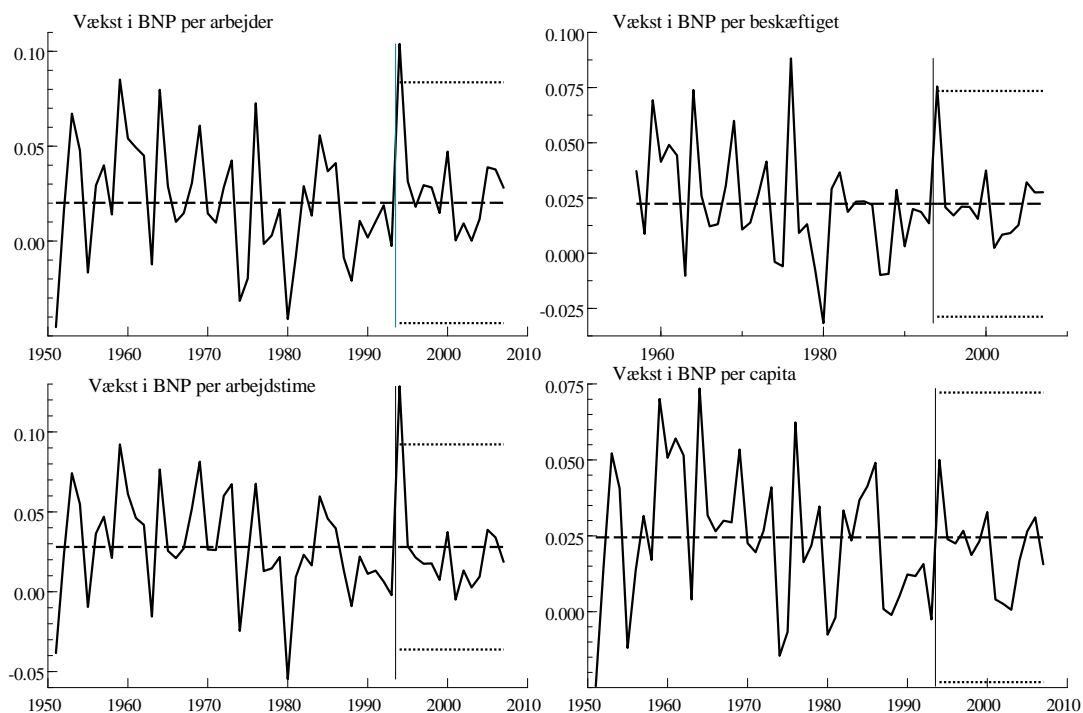 Vækst i BNP per arbejder
0.10
0.05
0.00
1950 1960 1970 1980 1990 2000 2010
Vækst i BNP per beskæftiget
0.100
0.075
0.050
0.025
0.000
-0.025
1960 1980 2000
Vækst i BNP per arbejdstime
0.10
0.05
0.00
-0.05
1950 1960 1970 1980 1990 2000 2010
Vækst i BNP per capita
0.075
0.050
0.025
0.000
1950 1960 1970 1980 1990 2000 2010